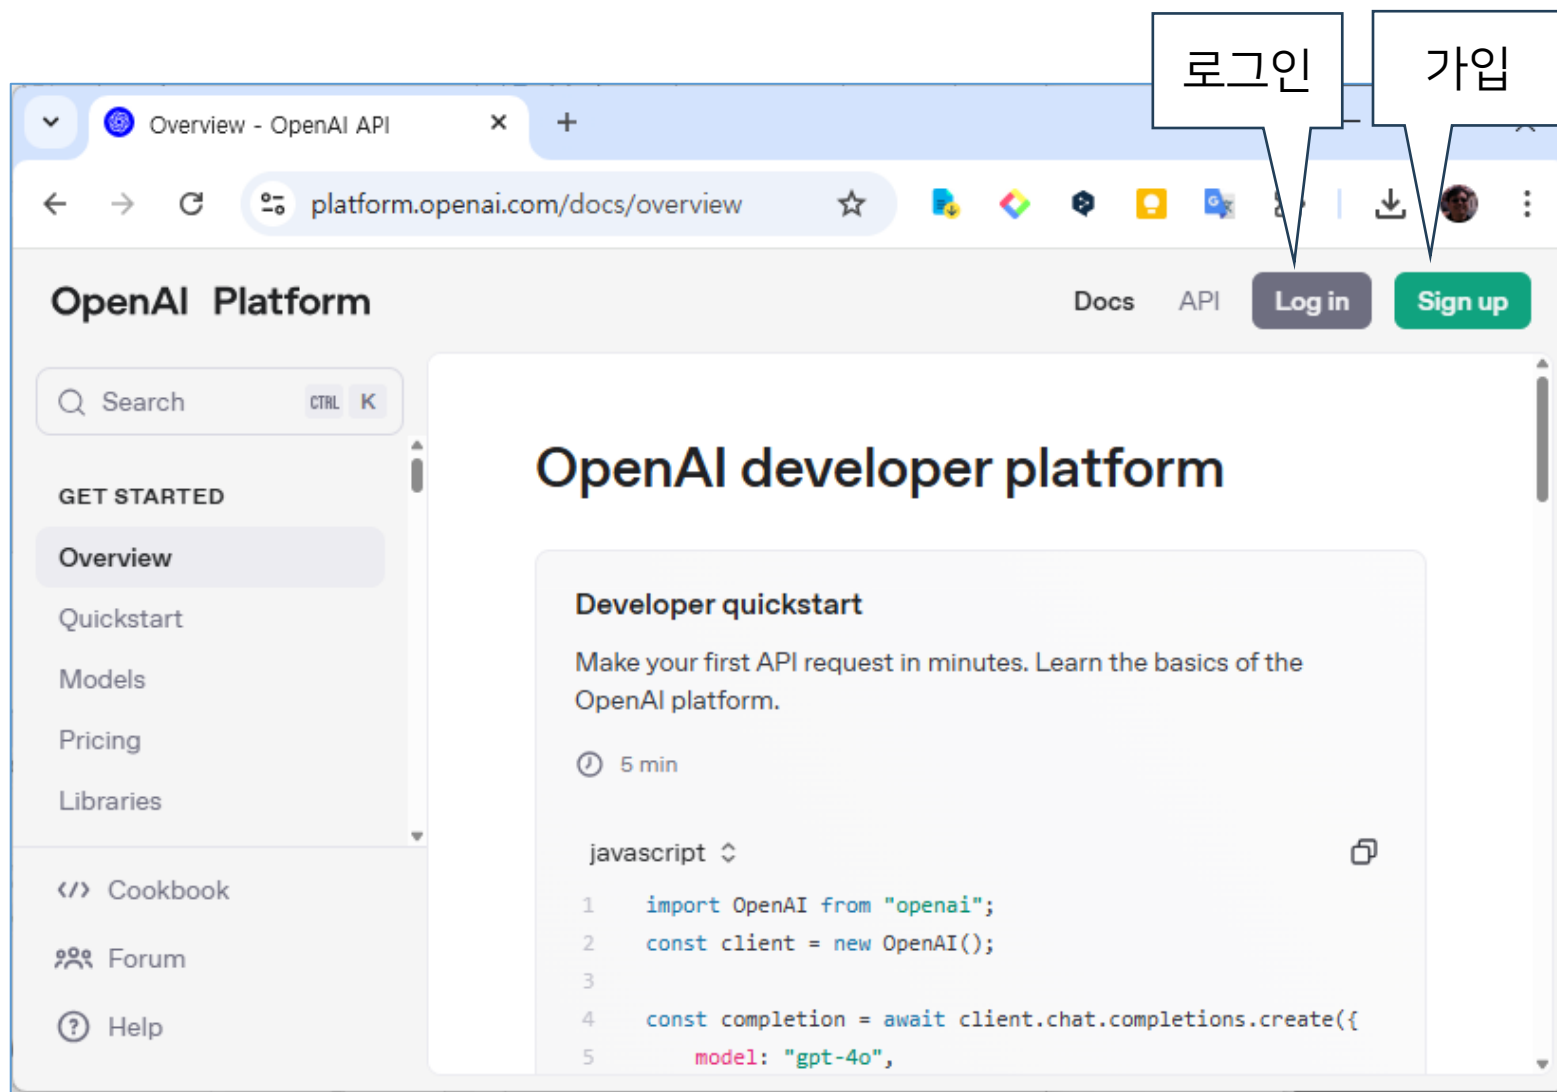 로그인
가입
Overview - OpenAI API
platform.openai.com/docs/overview
OpenAI Platform
Docs
API
Log in
Sign up
Search
CTRL K
GET STARTED
Overview
Quickstart
Models
Pricing
Libraries
Cookbook
Forum
Help
OpenAI developer platform
Developer quickstart
Make your first API request in minutes. Learn the basics of the
OpenAI platform.
5 min
javascript
1 import OpenAI from "openai";
2 const client = new OpenAI();
3
4 const completion = await client.chat.completions.create({
5 model: "gpt-4o",